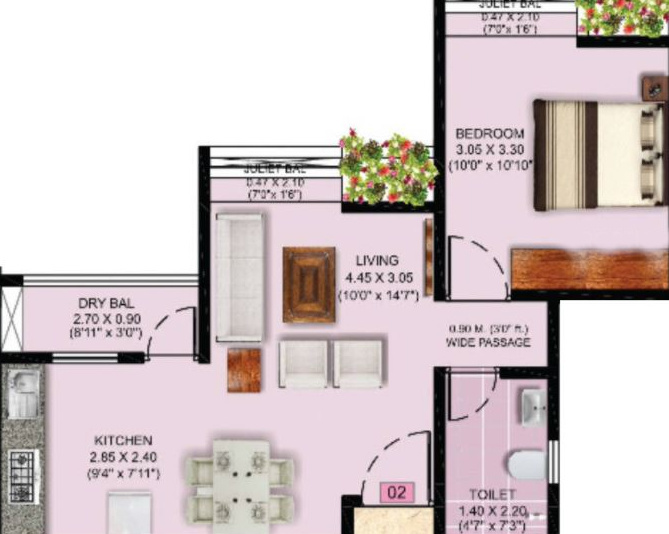 JULIET BAL
0.47 X 2.10
(7'0"x 1'6")
BEDROOM
3.05 X 3.30
(10'0" x 10'10"
JULIET BAL
0.47 X 2.10
(7'0"x 1'6")
LIVING
4.45 X 3.05
(10'0" x 14'7")
DRY BAL
2.70 X 0.90
(8'11" x 3'0")
0.90 M. (3'0" ft.)
WIDE PASSAGE
KITCHEN
2.85 X 2.40
(9'4" x 7'11")
02
TOILET
1.40 X 2.20
(4'7" x 7'3")